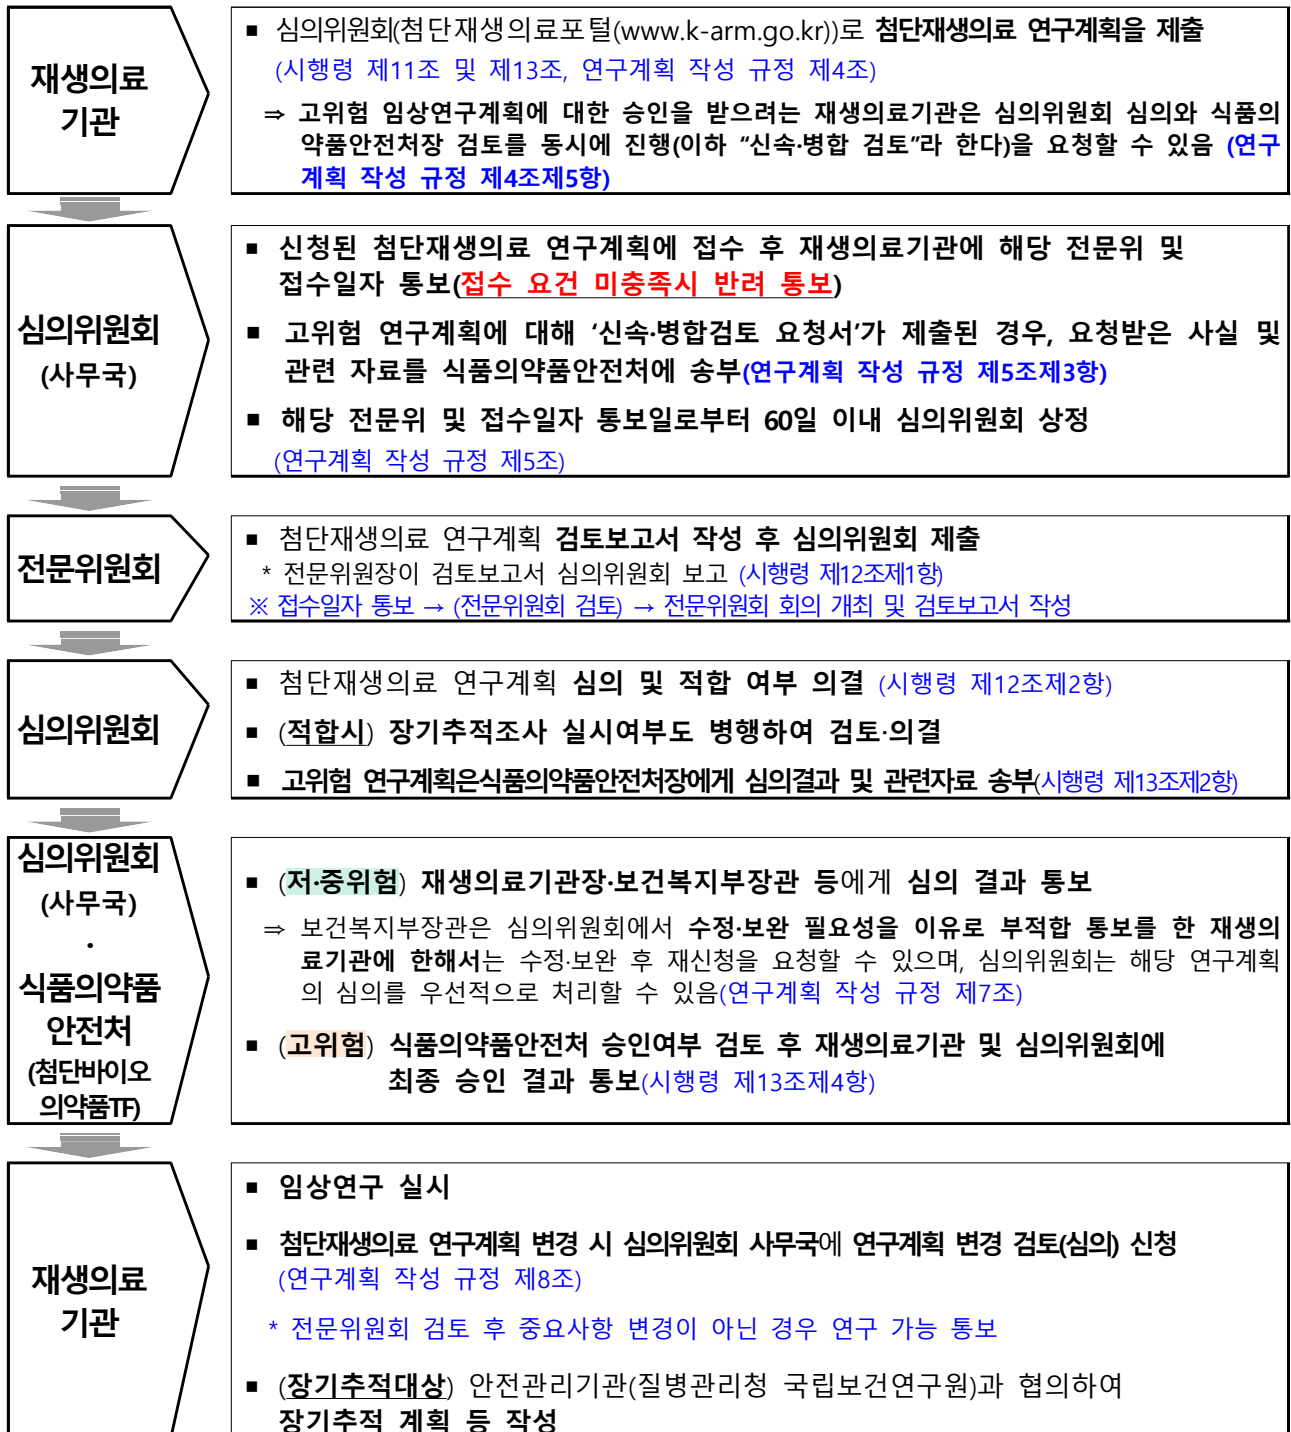 재생의료
기관
▪ 심의위원회(첨단재생의료포털(www.k-arm.go.kr))로 첨단재생의료 연구계획을 제출
(시행령 제11조 및 제13조, 연구계획 작성 규정 제4조)
⇒ 고위험 임상연구계획에 대한 승인을 받으려는 재생의료기관은 심의위원회 심의와 식품의
약품안전처장 검토를 동시에 진행(이하 “신속·병합 검토”라 한다)을 요청할 수 있음 (연구
계획 작성 규정 제4조제5항)
심의위원회
(사무국)
▪ 신청된 첨단재생의료 연구계획에 접수 후 재생의료기관에 해당 전문위 및
접수일자 통보(접수 요건 미충족시 반려 통보)
▪ 고위험 연구계획에 대해 ‘신속·병합검토 요청서’가 제출된 경우, 요청받은 사실 및
관련 자료를 식품의약품안전처에 송부(연구계획 작성 규정 제5조제3항)
▪ 해당 전문위 및 접수일자 통보일로부터 60일 이내 심의위원회 상정
(연구계획 작성 규정 제5조)
전문위원회
▪ 첨단재생의료 연구계획 검토보고서 작성 후 심의위원회 제출
* 전문위원장이 검토보고서 심의위원회 보고 (시행령 제12조제1항)
※ 접수일자 통보 → (전문위원회 검토) → 전문위원회 회의 개최 및 검토보고서 작성
심의위원회
▪ 첨단재생의료 연구계획 심의 및 적합 여부 의결 (시행령 제12조제2항)
▪ (적합시) 장기추적조사 실시여부도 병행하여 검토·의결
▪ 고위험 연구계획은식품의약품안전처장에게 심의결과 및 관련자료 송부(시행령 제13조제2항)
심의위원회
(사무국)
·
식품의약품
안전처
(첨단바이오
의약품TF)
▪ (저·중위험) 재생의료기관장·보건복지부장관 등에게 심의 결과 통보
⇒ 보건복지부장관은 심의위원회에서 수정·보완 필요성을 이유로 부적합 통보를 한 재생의
료기관에 한해서는 수정·보완 후 재신청을 요청할 수 있으며, 심의위원회는 해당 연구계획
의 심의를 우선적으로 처리할 수 있음(연구계획 작성 규정 제7조)
▪ (고위험) 식품의약품안전처 승인여부 검토 후 재생의료기관 및 심의위원회에
최종 승인 결과 통보(시행령 제13조제4항)
재생의료
기관
▪ 임상연구 실시
▪ 첨단재생의료 연구계획 변경 시 심의위원회 사무국에 연구계획 변경 검토(심의) 신청
(연구계획 작성 규정 제8조)
* 전문위원회 검토 후 중요사항 변경이 아닌 경우 연구 가능 통보
▪ (장기추적대상) 안전관리기관(질병관리청 국립보건연구원)과 협의하여
장기추적 계획 등 작성